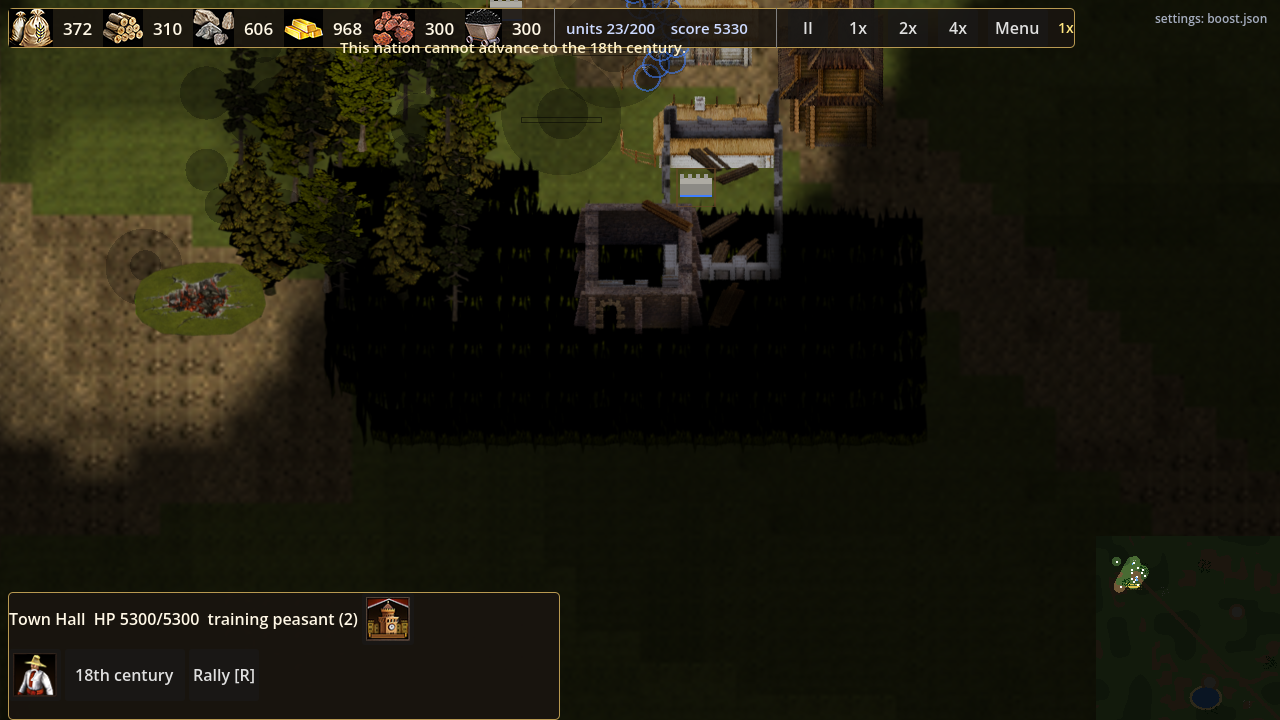 372 310 606 968 300 300 units 23/200 score 5330 II 1x 2x 4x Menu 1x
settings: boost.json
This nation cannot advance to the 18th century.
Town Hall HP 5300/5300 training peasant (2)
18th century Rally [R]